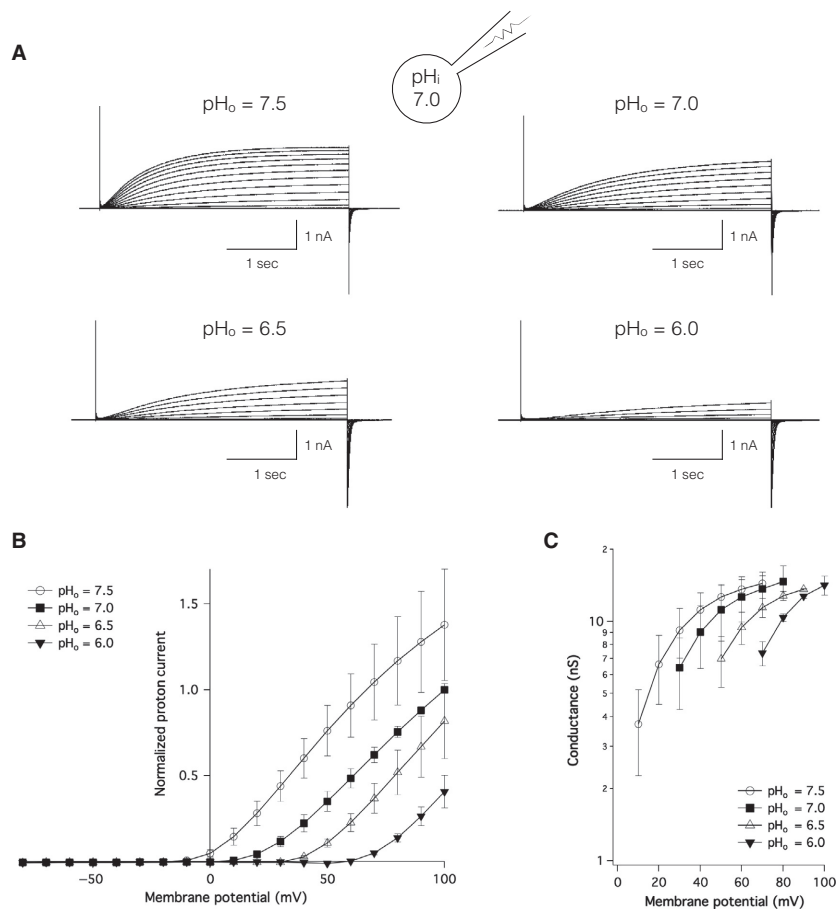 A
pHᵢ
7.0
pHₒ = 7.5
pHₒ = 7.0
1 nA
1 sec
1 nA
1 sec
pHₒ = 6.5
pHₒ = 6.0
1 nA
1 sec
1 nA
1 sec
B
pHₒ = 7.5
pHₒ = 7.0
pHₒ = 6.5
pHₒ = 6.0
Normalized proton current
1.5
1.0
0.5
−50
0
50
100
Membrane potential (mV)
C
Conductance (nS)
2
10
9
8
7
6
5
4
3
2
1
pHₒ = 7.5
pHₒ = 7.0
pHₒ = 6.5
pHₒ = 6.0
0
20
40
60
80
100
Membrane potential (mV)